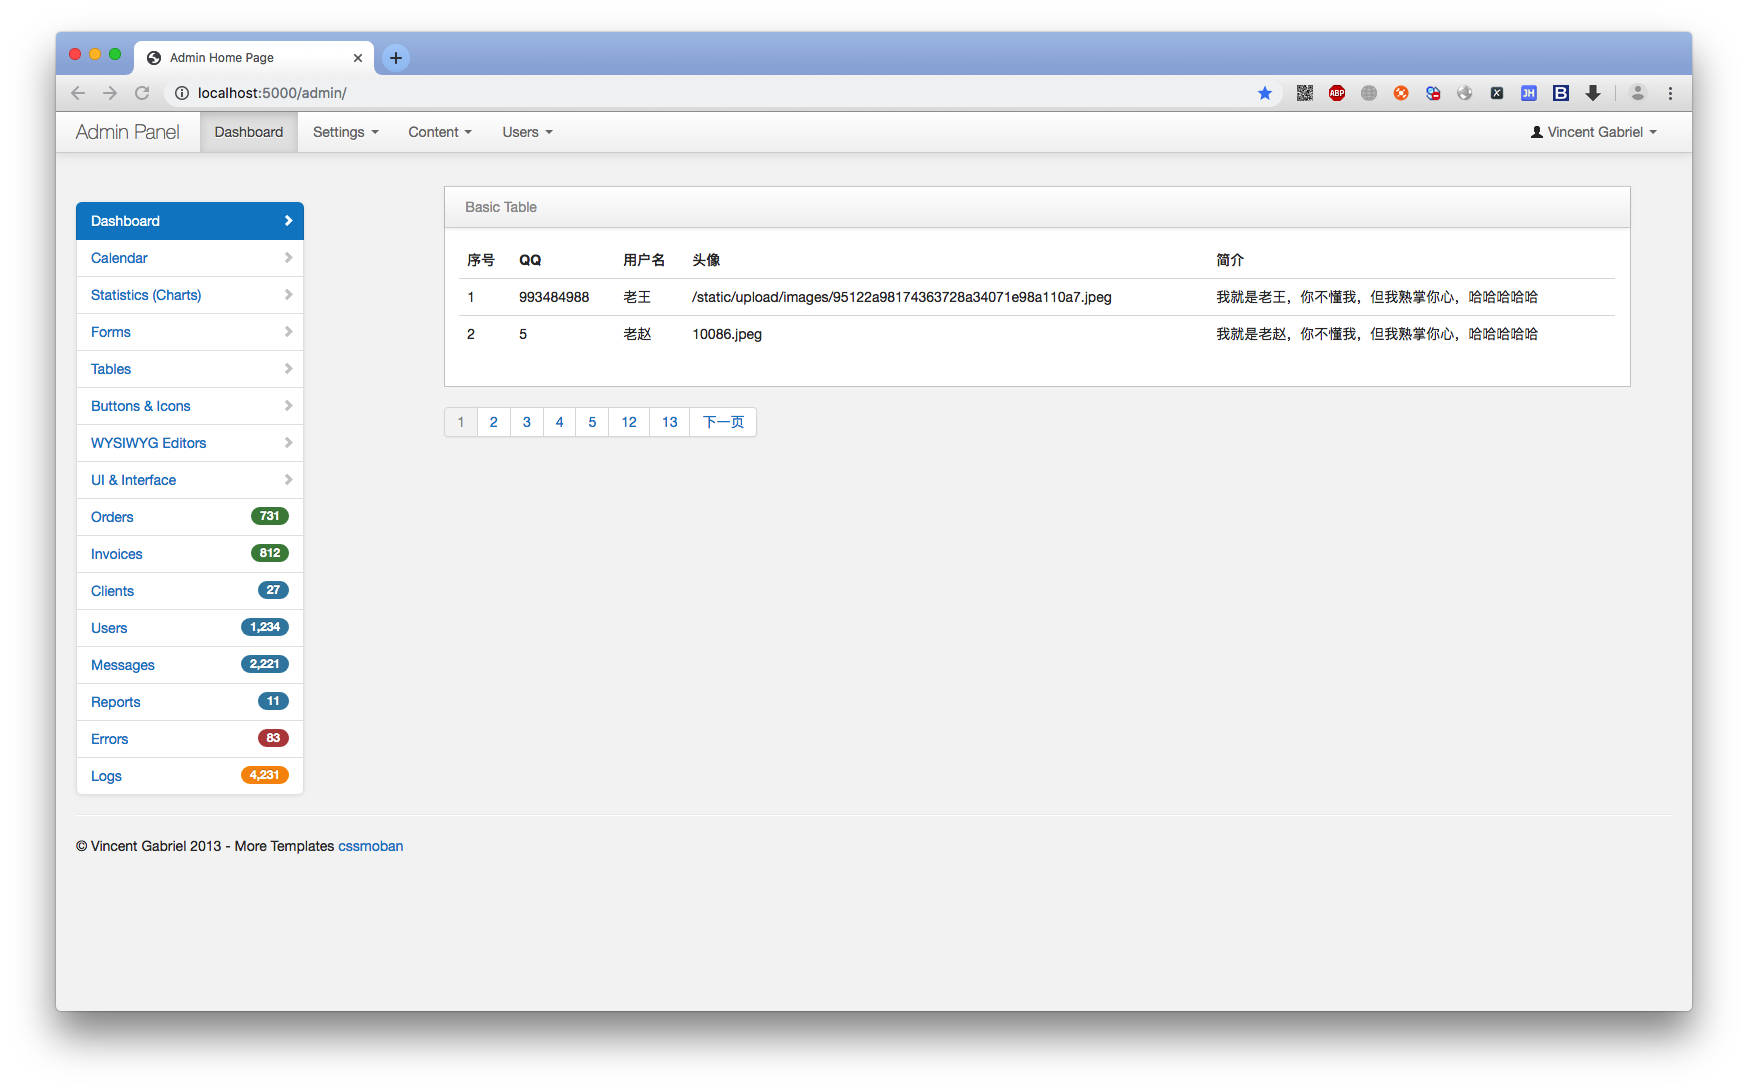 Admin Home Page
localhost:5000/admin/
ABP
X
JH
B
Admin Panel
Dashboard
Settings
Content
Users
Vincent Gabriel
Dashboard
Calendar
Statistics (Charts)
Forms
Tables
Buttons & Icons
WYSIWYG Editors
UI & Interface
Orders 731
Invoices 812
Clients 27
Users 1,234
Messages 2,221
Reports 11
Errors 83
Logs 4,231
Basic Table
序号 QQ 用户名 头像 简介
1 993484988 老王 /static/upload/images/95122a98174363728a34071e98a110a7.jpeg 我就是老王，你不懂我，但我熟掌你心，哈哈哈哈哈
2 5 老赵 10086.jpeg 我就是老赵，你不懂我，但我熟掌你心，哈哈哈哈哈
1 2 3 4 5 12 13 下一页
© Vincent Gabriel 2013 - More Templates cssmoban